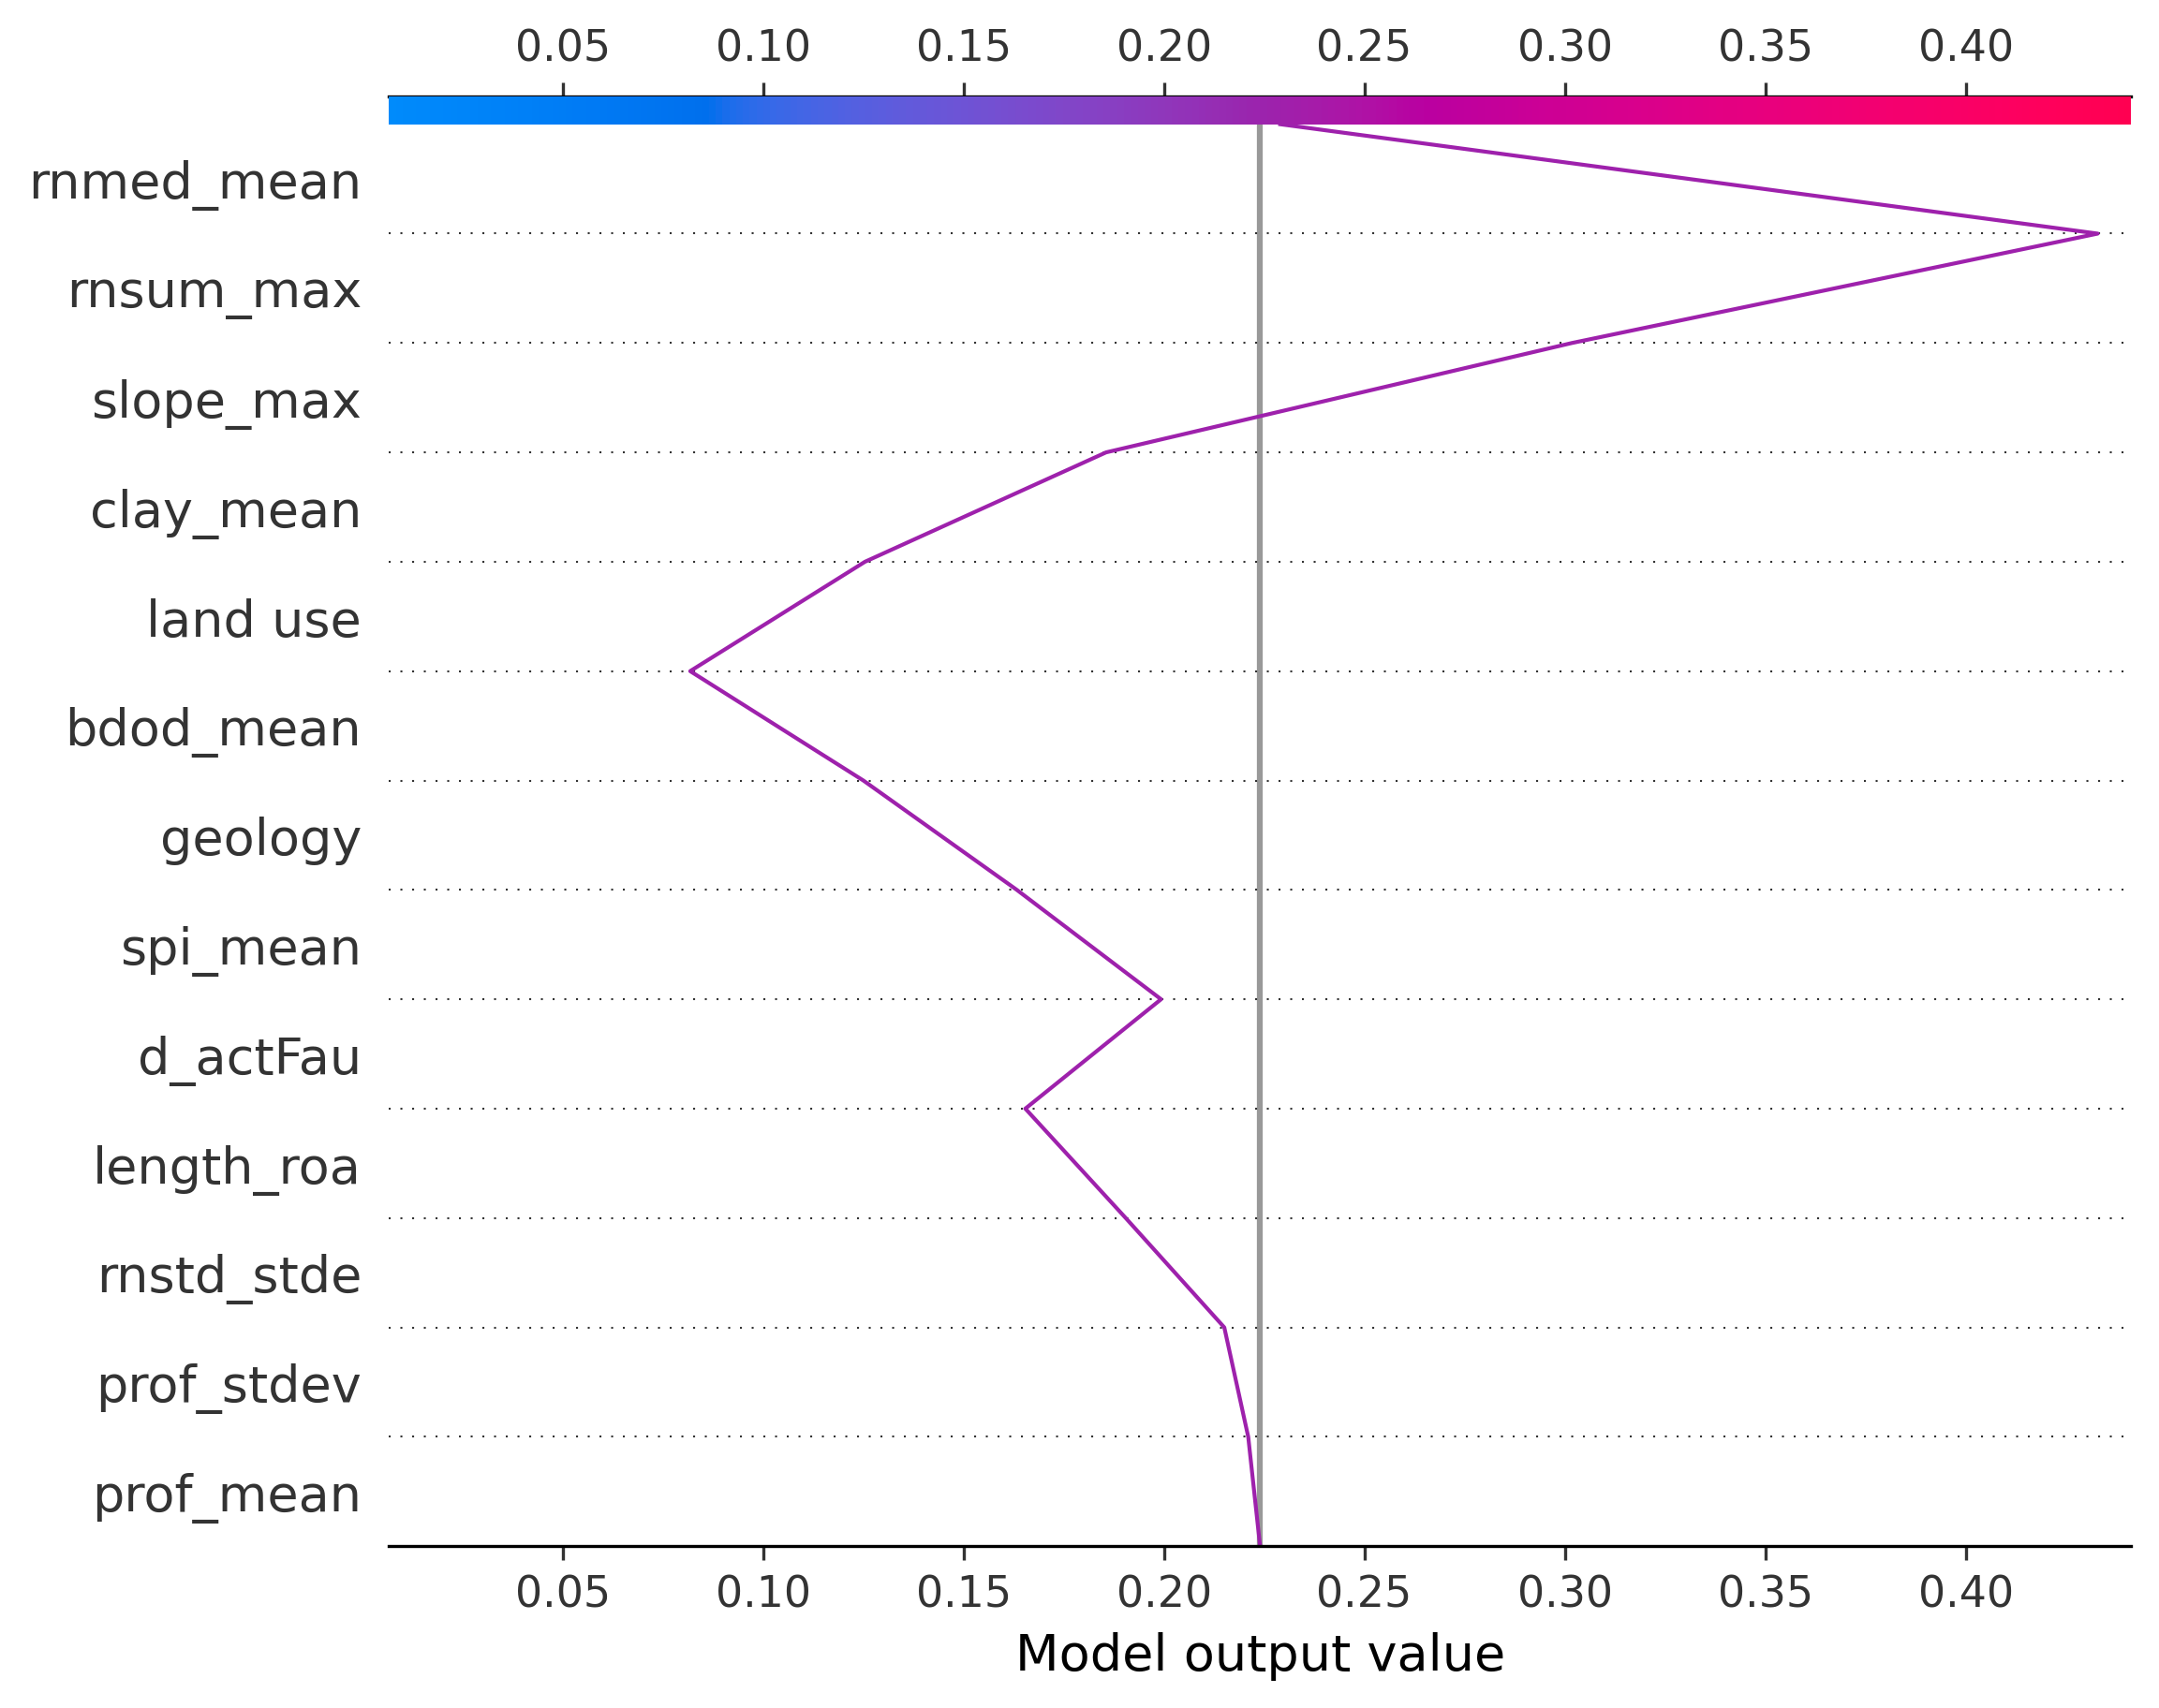 0.05 0.10 0.15 0.20 0.25 0.30 0.35 0.40
rnmed_mean
rnsum_max
slope_max
clay_mean
land use
bdod_mean
geology
spi_mean
d_actFau
length_roa
rnstd_stde
prof_stdev
prof_mean
0.05 0.10 0.15 0.20 0.25 0.30 0.35 0.40
Model output value